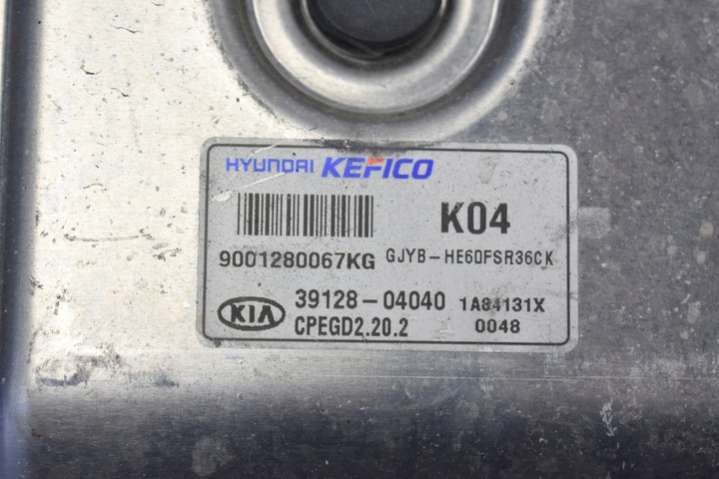 HYUNDAI KEFICO
K04
9001280067KG GJYB-HE60FSR36CK
KIA 39128-04040 1A84131X
CPEGD2.20.2 0048